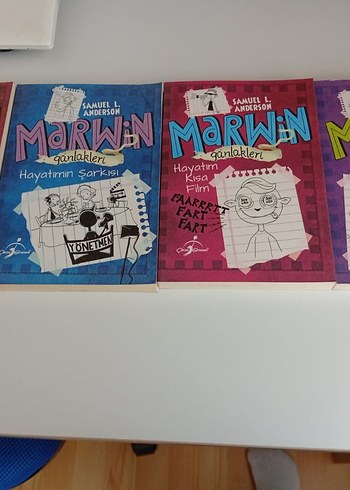 SAMUEL L.
ANDERSON
MARWiN
günlükleri
Hayatımın Şarkısı
YÖNETMEN
SAMUEL L.
ANDERSON
MARWiN
günlükleri
Hayatım
Kısa
Film
FAARRRTT
FART
FART
M